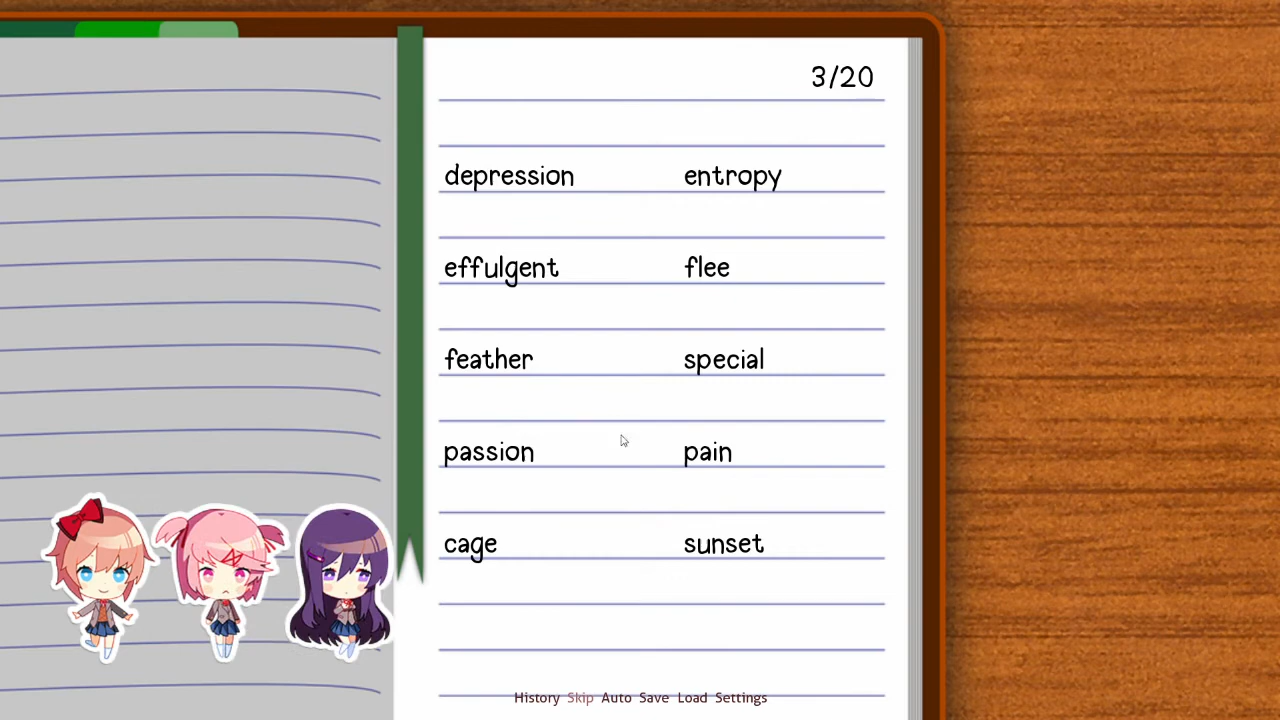 3/20
depression entropy
effulgent flee
feather special
passion pain
cage sunset
History Skip Auto Save Load Settings